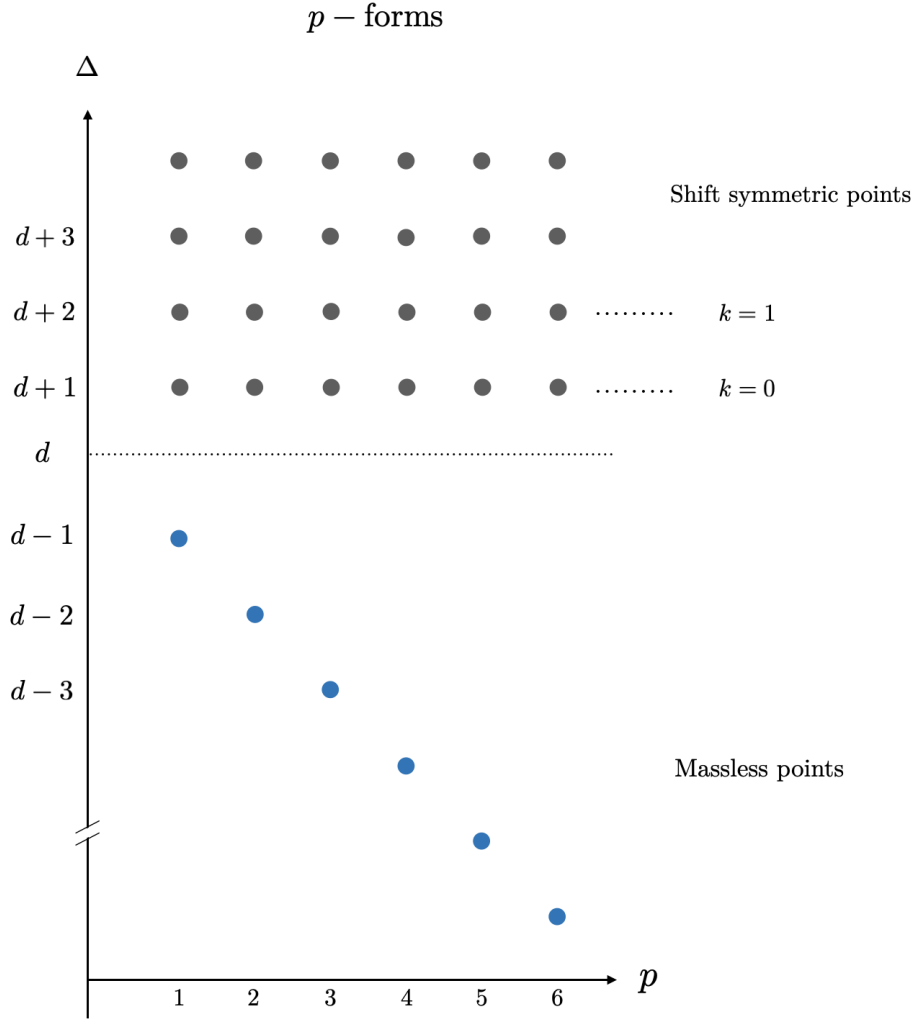 p − forms
Δ
Shift symmetric points
d + 3
d + 2
k = 1
d + 1
k = 0
d
d − 1
d − 2
d − 3
Massless points
p
1 2 3 4 5 6